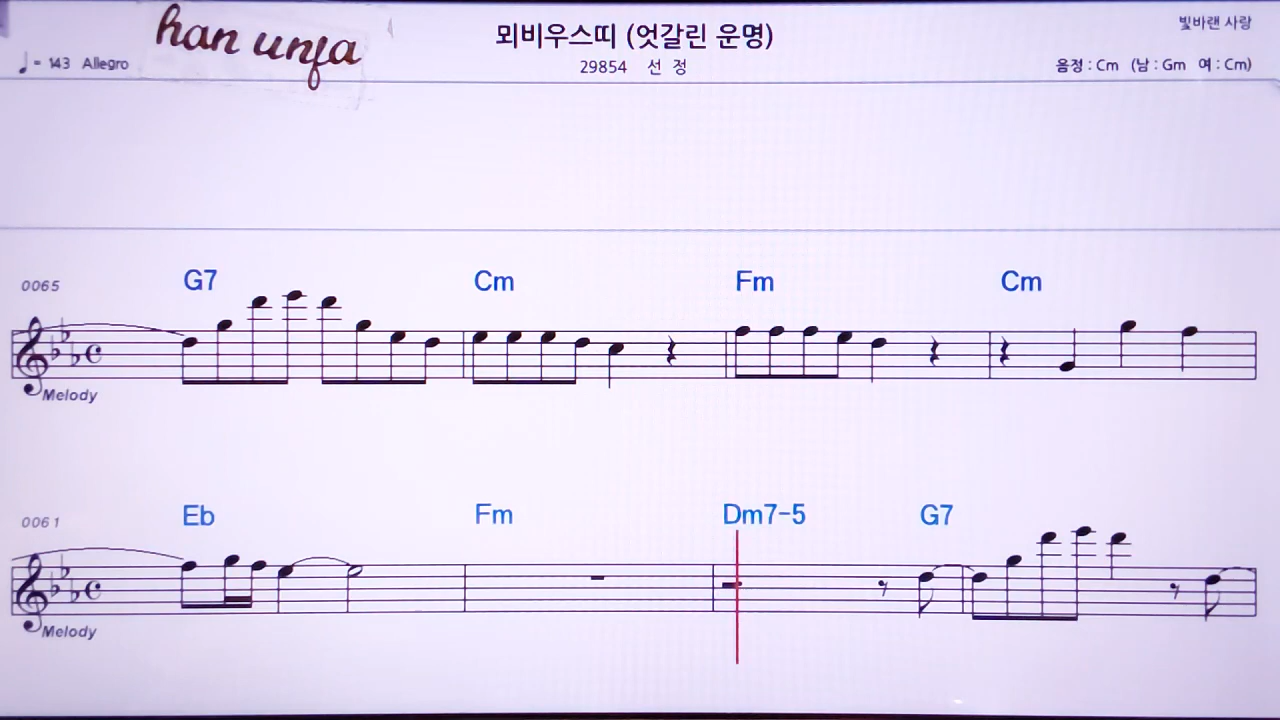 han unfa
뫼비우스띠 (엇갈린 운명)
빛바랜 사랑
♩= 143 Allegro
29854 선 정
음정 : Cm (남 : Gm 여 : Cm)
0065 G7 Cm Fm Cm
Melody
0061 Eb Fm Dm7-5 G7
Melody